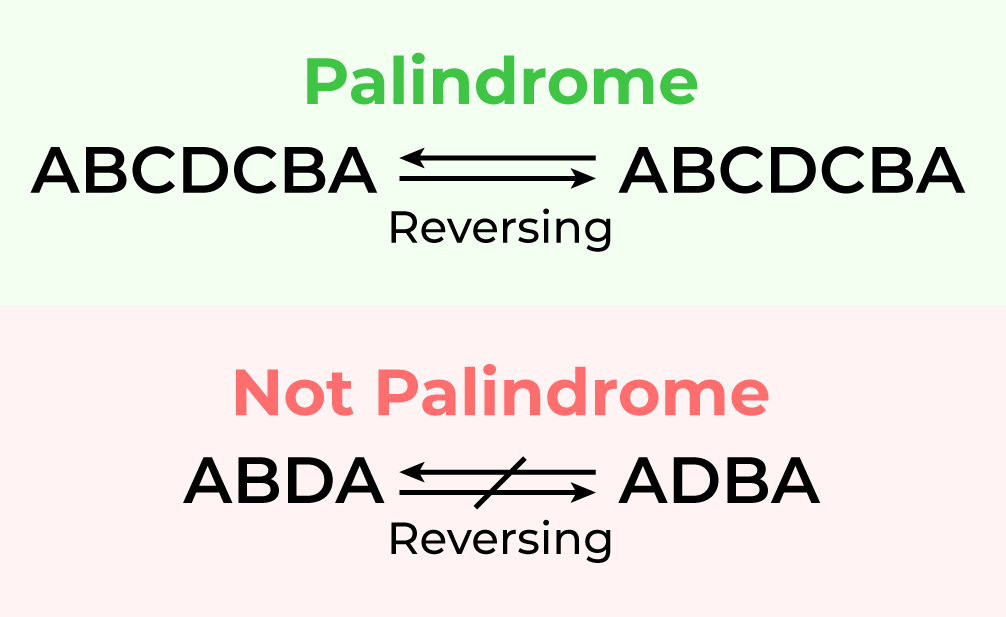 Palindrome
ABCDCBA ABCDCBA
Reversing
Not Palindrome
ABDA ADBA
Reversing